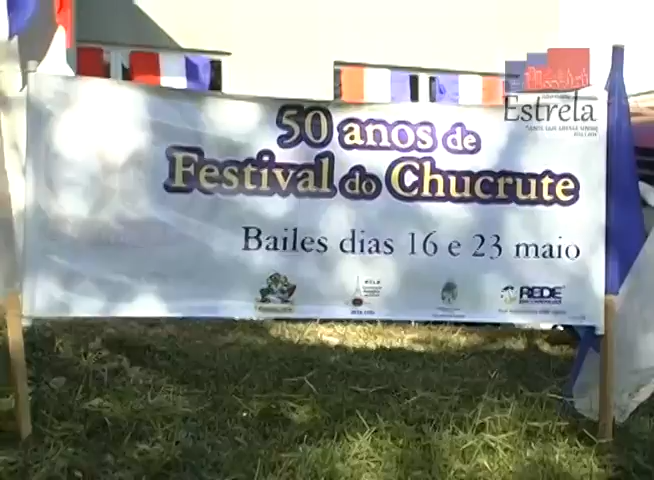 Estrela
50 anos de
Festival do Chucrute
Bailes dias 16 e 23 maio
REDE